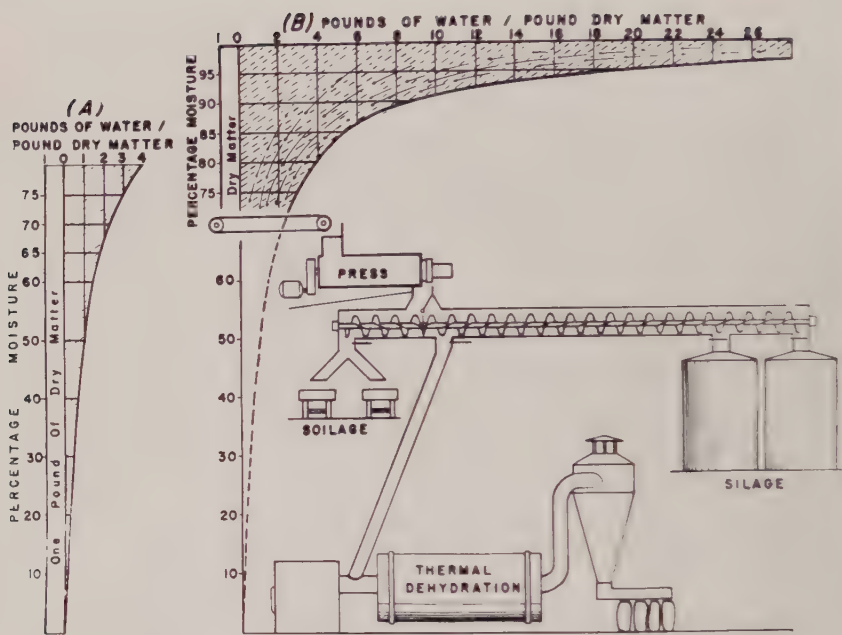 (A)
POUNDS OF WATER /
POUND DRY MATTER
1 0 1 2 3 4
75
70
65
60
50
40
30
20
10
PERCENTAGE MOISTURE
One Pound Of Dry Matter
(B) POUNDS OF WATER / POUND DRY MATTER
1 0 2 4 6 8 10 12 14 16 18 20 22 24 26
95
90
85
80
75
60
50
40
30
20
10
PERCENTAGE MOISTURE
Dry Matter
PRESS
SOILAGE
SILAGE
THERMAL
DEHYDRATION